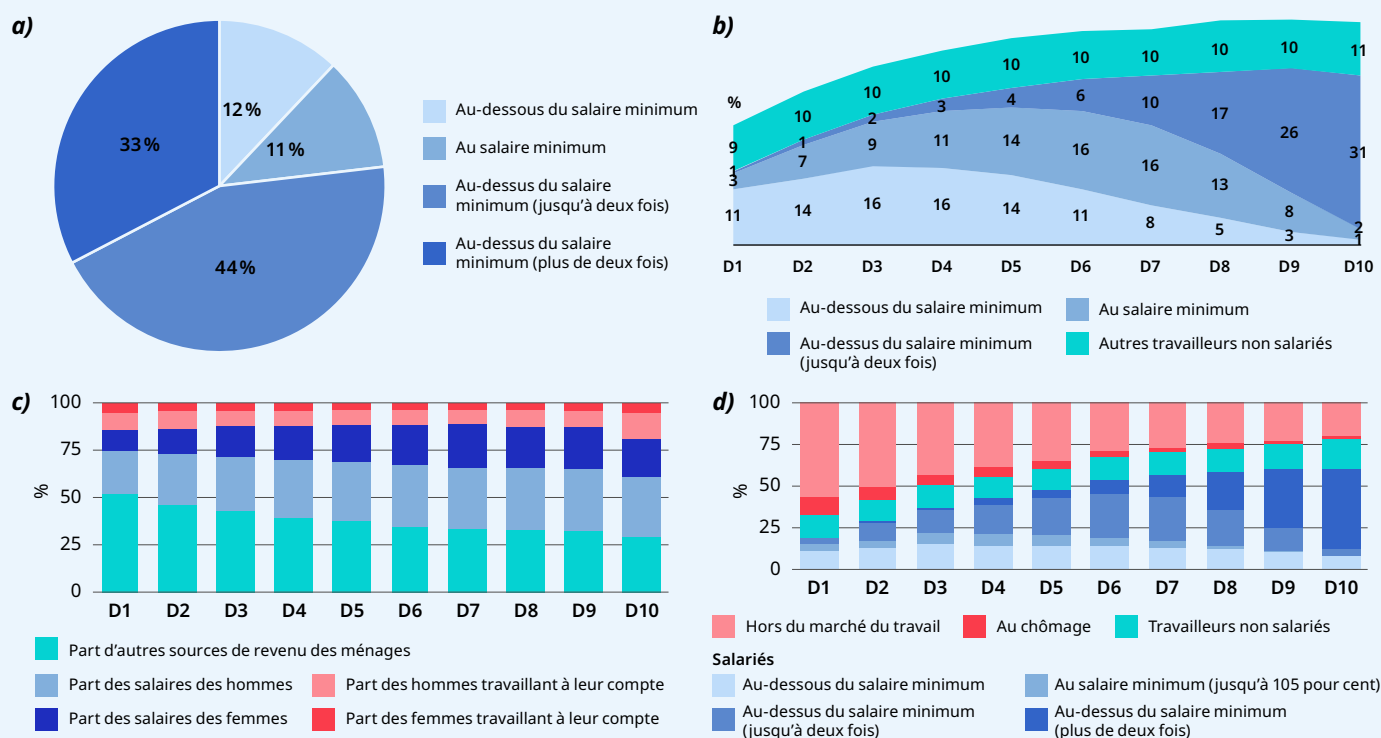 a)
12 %
11 %
44 %
33 %
Au-dessous du salaire minimum
Au salaire minimum
Au-dessus du salaire
minimum (jusqu'à deux fois)
Au-dessus du salaire
minimum (plus de deux fois)
b)
%
9 10 10 10 10 10 10 10 10 11
1 1 2 3 4 6 10 17 26 31
3 7 9 11 14 16 16 13 8 2
11 14 16 16 14 11 8 5 3 1
D1 D2 D3 D4 D5 D6 D7 D8 D9 D10
Au-dessous du salaire minimum
Au salaire minimum
Au-dessus du salaire minimum
(jusqu'à deux fois)
Autres travailleurs non salariés
c)
%
100
75
50
25
0
D1 D2 D3 D4 D5 D6 D7 D8 D9 D10
Part d'autres sources de revenu des ménages
Part des salaires des hommes
Part des hommes travaillant à leur compte
Part des salaires des femmes
Part des femmes travaillant à leur compte
d)
%
100
75
50
25
0
D1 D2 D3 D4 D5 D6 D7 D8 D9 D10
Hors du marché du travail
Au chômage
Travailleurs non salariés
Salariés
Au-dessous du salaire minimum
Au salaire minimum (jusqu'à 105 pour cent)
Au-dessus du salaire minimum
(jusqu'à deux fois)
Au-dessus du salaire minimum
(plus de deux fois)